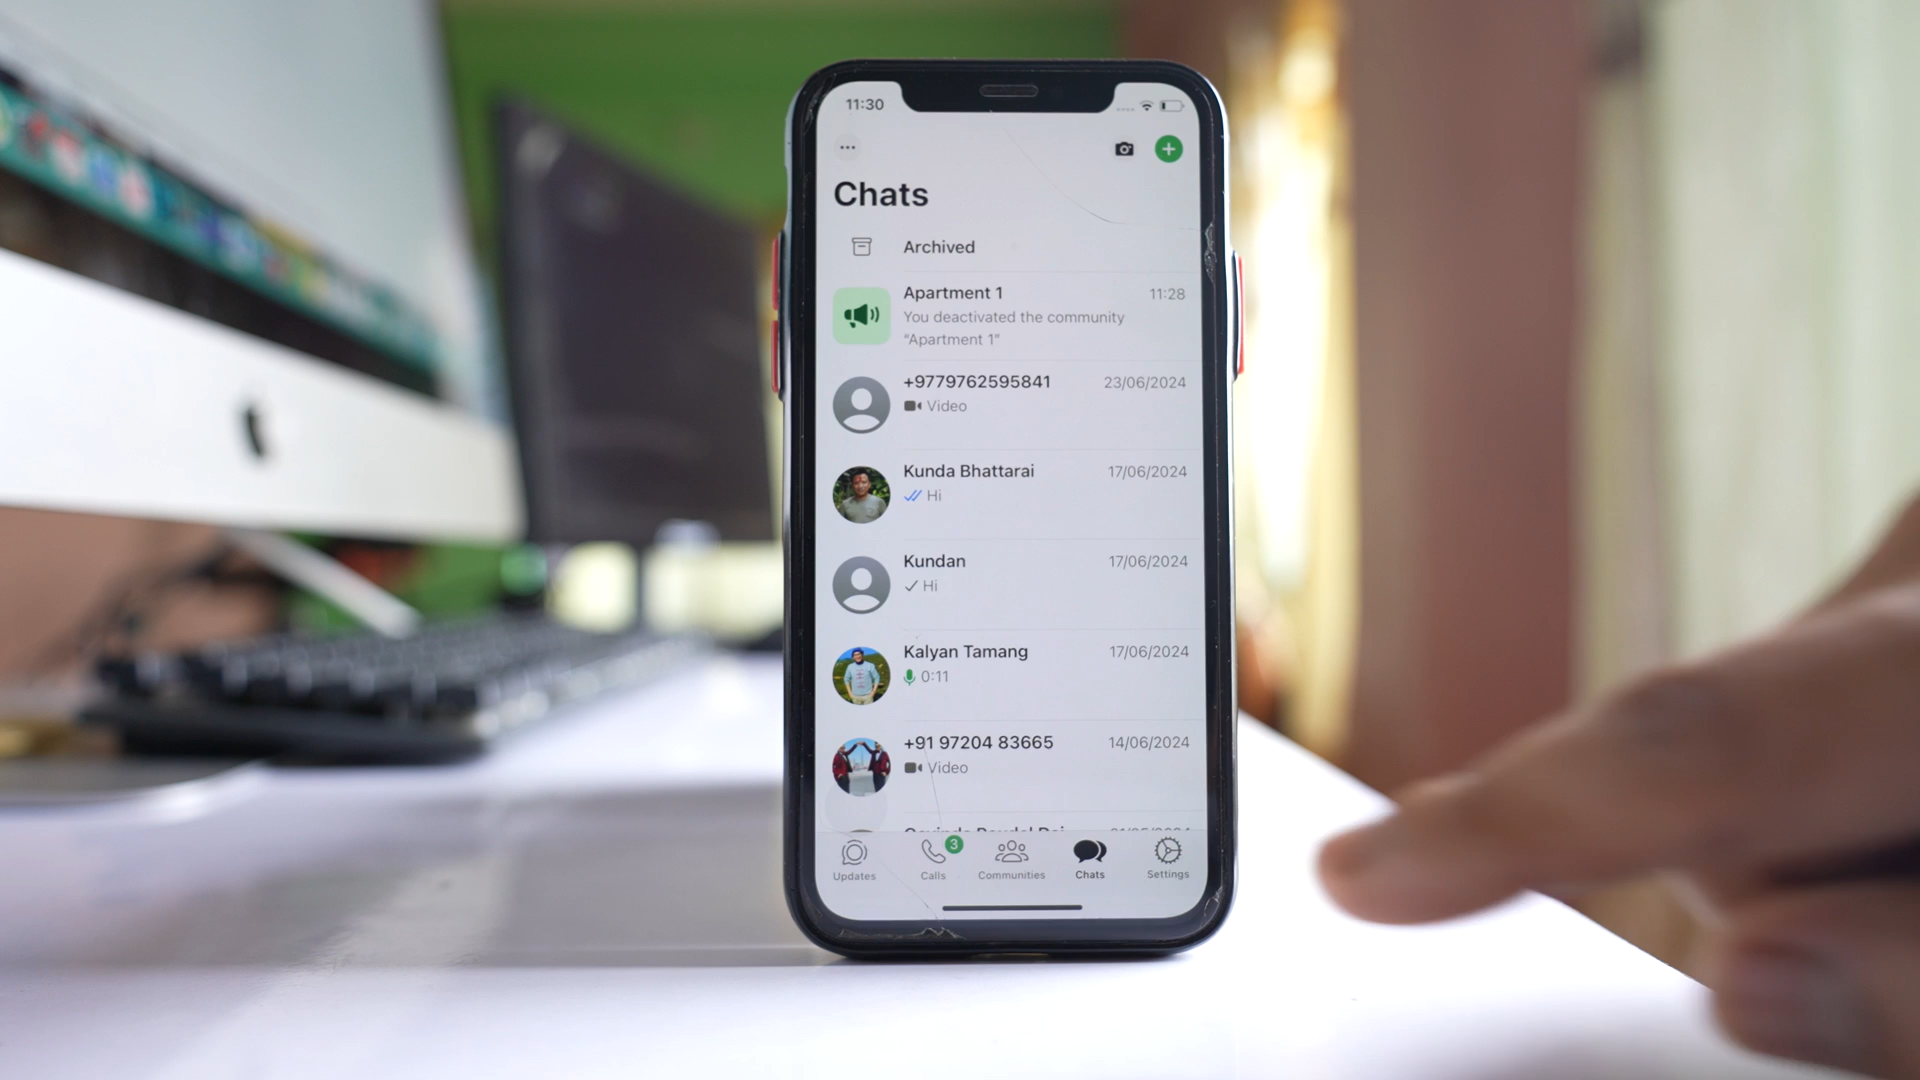 11:30
Chats
Archived
Apartment 1 11:28
You deactivated the community
“Apartment 1”
+9779762595841 23/06/2024
Video
Kunda Bhattarai 17/06/2024
Hi
Kundan 17/06/2024
Hi
Kalyan Tamang 17/06/2024
0:11
+91 97204 83665 14/06/2024
Video
3
Updates Calls Communities Chats Settings